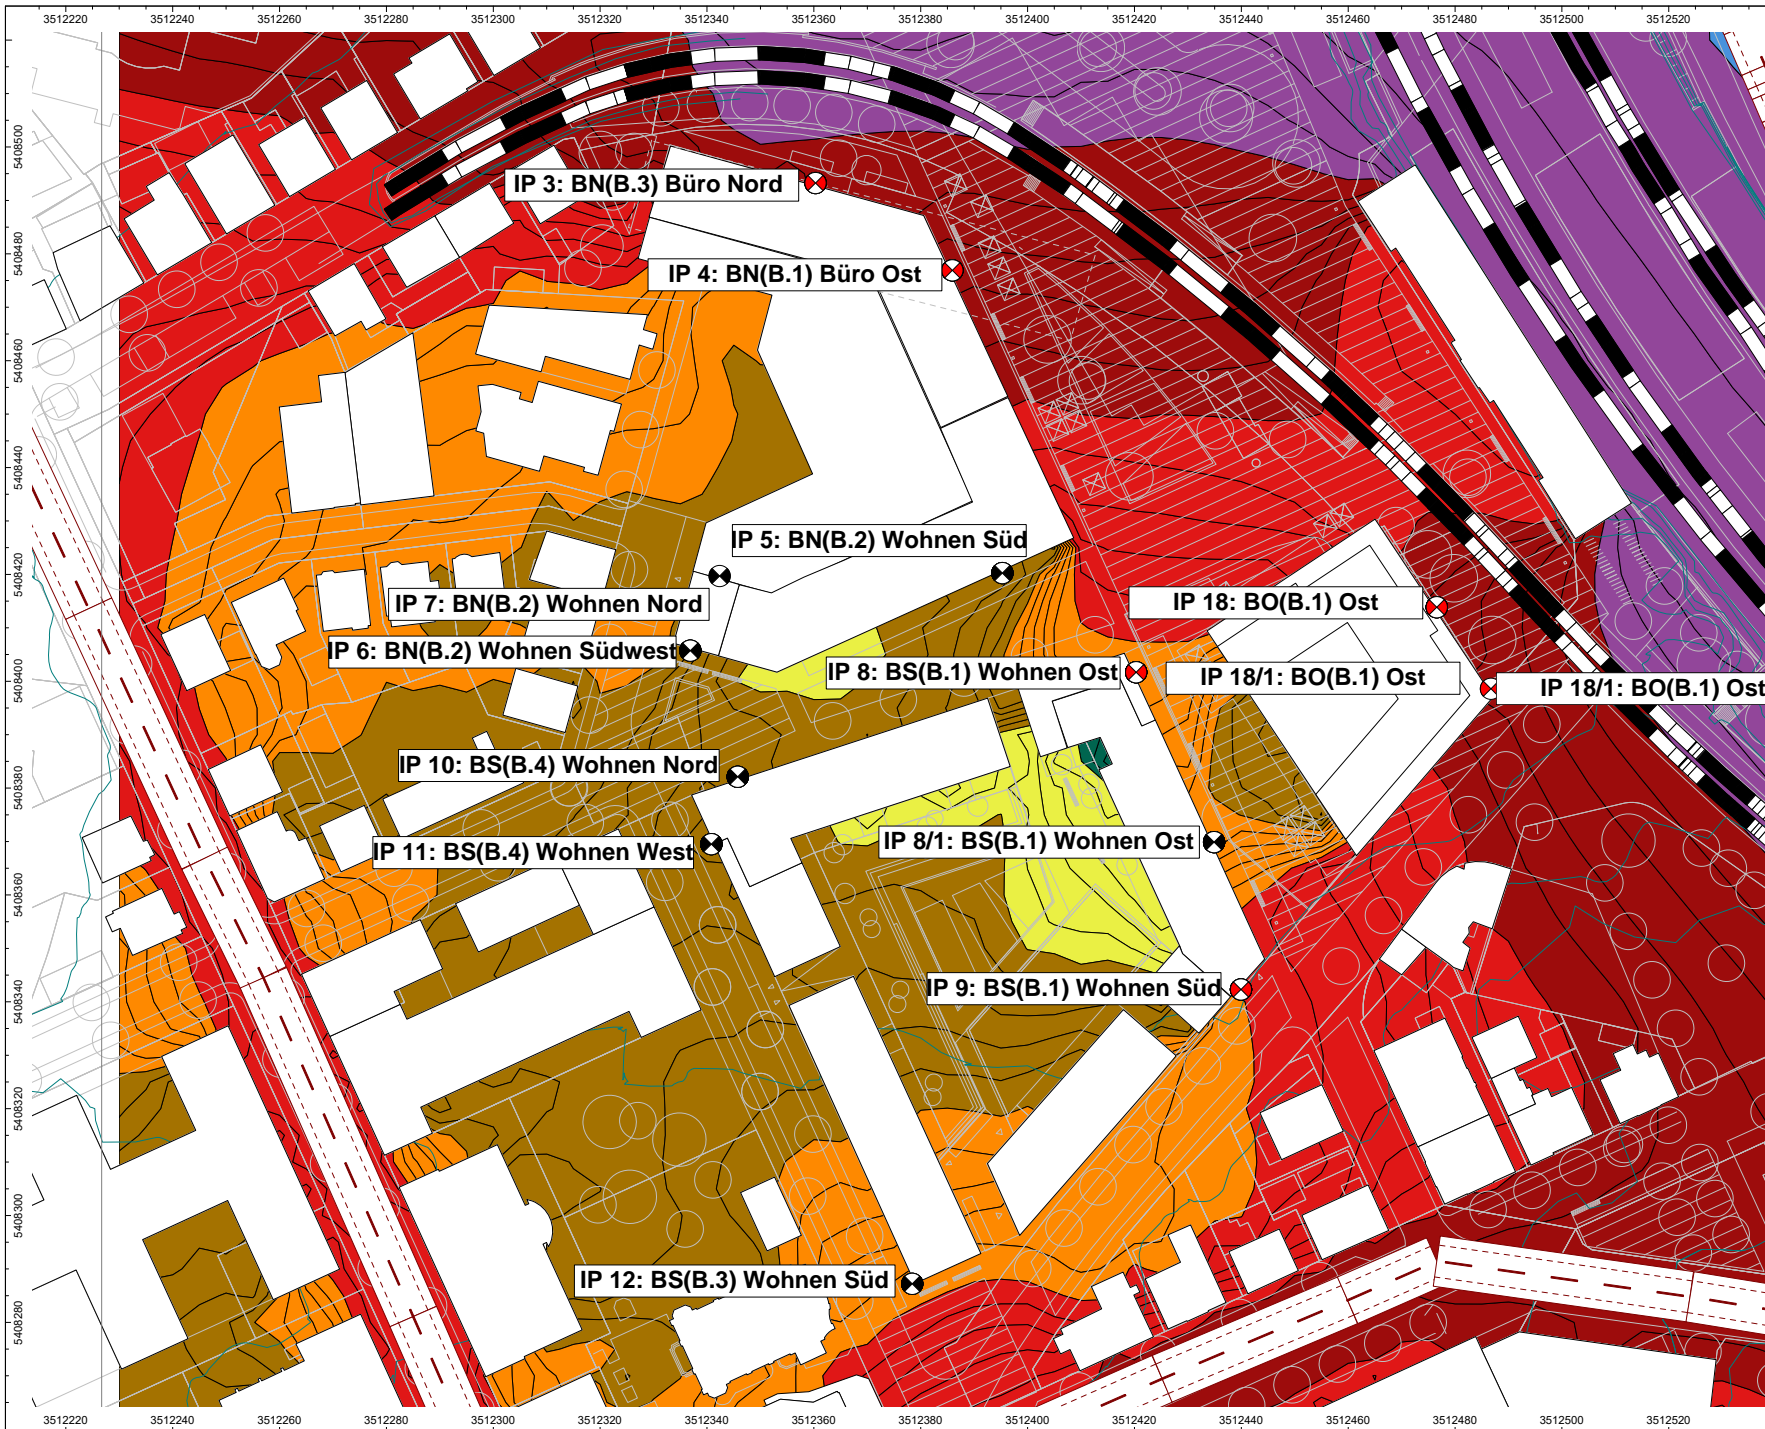 3512220 3512240 3512260 3512280 3512300 3512320 3512340 3512360 3512380 3512400 3512420 3512440 3512460 3512480 3512500 3512520
5408500
5408480
5408460
5408440
5408420
5408400
5408380
5408360
5408340
5408320
5408300
5408280
IP 3: BN(B.3) Büro Nord
IP 4: BN(B.1) Büro Ost
IP 5: BN(B.2) Wohnen Süd
IP 7: BN(B.2) Wohnen Nord
IP 18: BO(B.1) Ost
IP 6: BN(B.2) Wohnen Südwest
IP 8: BS(B.1) Wohnen Ost
IP 18/1: BO(B.1) Ost
IP 18/1: BO(B.1) Ost
IP 10: BS(B.4) Wohnen Nord
IP 11: BS(B.4) Wohnen West
IP 8/1: BS(B.1) Wohnen Ost
IP 9: BS(B.1) Wohnen Süd
IP 12: BS(B.3) Wohnen Süd
3512220 3512240 3512260 3512280 3512300 3512320 3512340 3512360 3512380 3512400 3512420 3512440 3512460 3512480 3512500 3512520